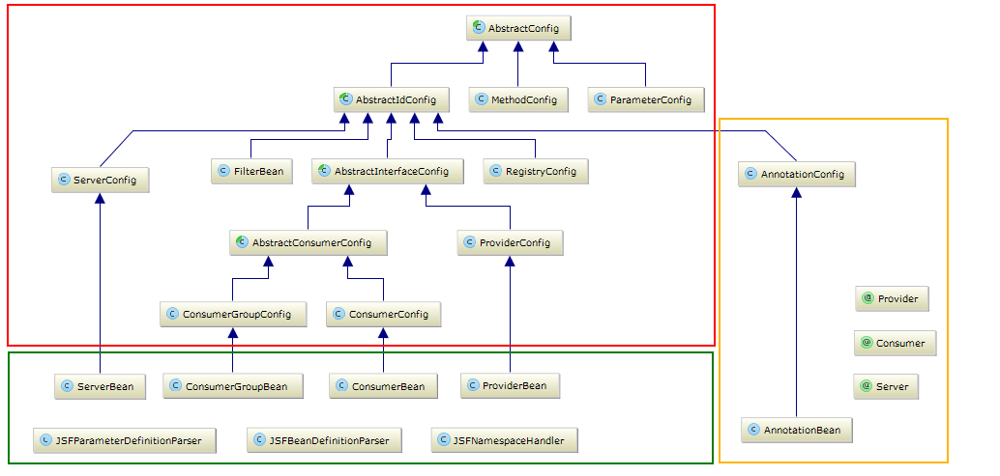 AbstractConfig
AbstractIdConfig
MethodConfig
ParameterConfig
ServerConfig
FilterBean
AbstractInterfaceConfig
RegistryConfig
AnnotationConfig
AbstractConsumerConfig
ProviderConfig
Provider
ConsumerGroupConfig
ConsumerConfig
Consumer
ServerBean
ConsumerGroupBean
ConsumerBean
ProviderBean
Server
AnnotationBean
JSFParameterDefinitionParser
JSFBeanDefinitionParser
JSFNamespaceHandler